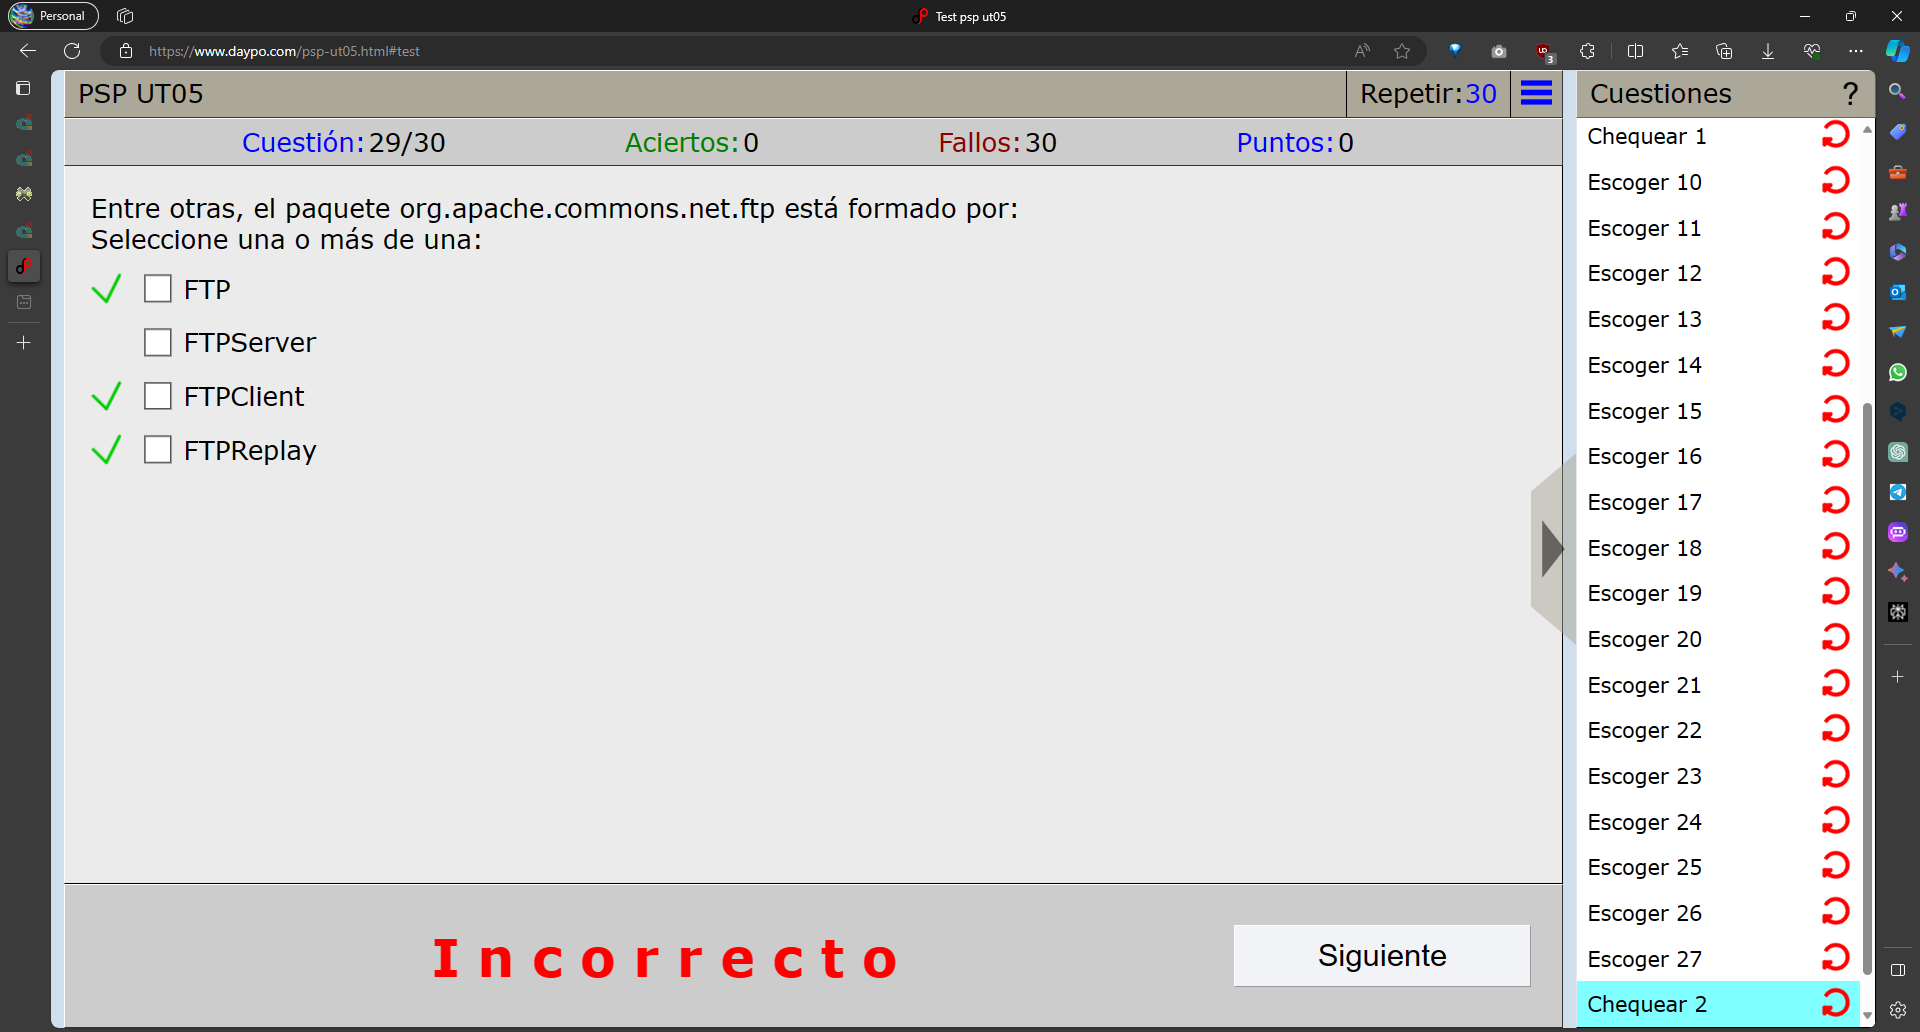 Personal
Test psp ut05
https://www.daypo.com/psp-ut05.html#test
3
PSP UT05
Repetir:30
Cuestión:29/30
Aciertos:0
Fallos:30
Puntos:0
Entre otras, el paquete org.apache.commons.net.ftp está formado por:
Seleccione una o más de una:
FTP
FTPServer
FTPClient
FTPReplay
Incorrecto
Siguiente
Cuestiones ?
Chequear 1
Escoger 10
Escoger 11
Escoger 12
Escoger 13
Escoger 14
Escoger 15
Escoger 16
Escoger 17
Escoger 18
Escoger 19
Escoger 20
Escoger 21
Escoger 22
Escoger 23
Escoger 24
Escoger 25
Escoger 26
Escoger 27
Chequear 2